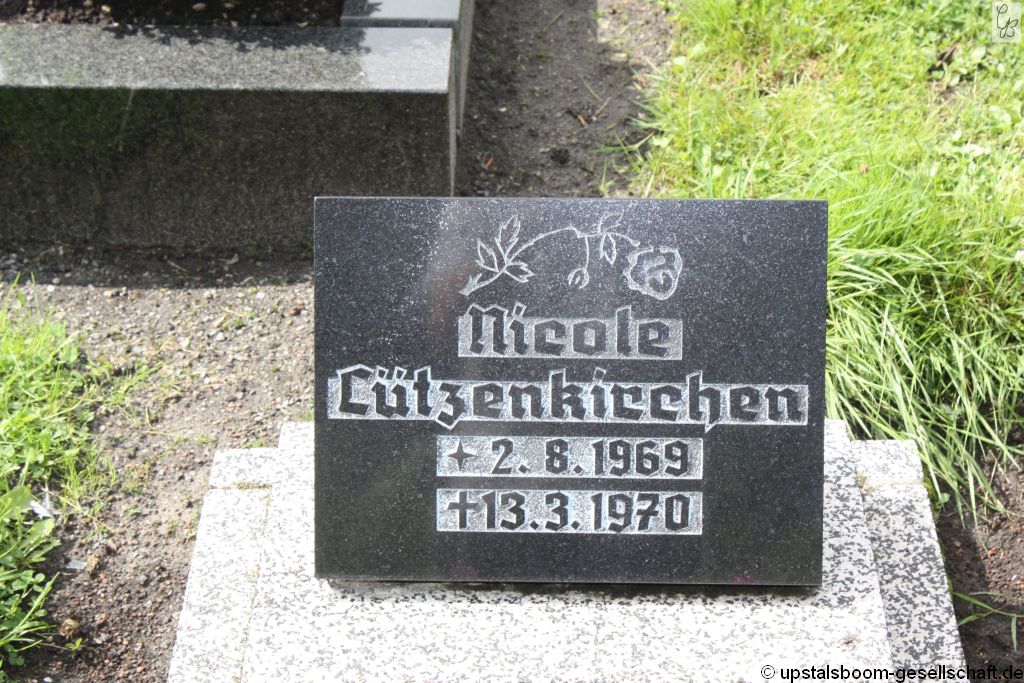 Nicole
Lützenkirchen
✦ 2. 8. 1969
✝ 13. 3. 1970
© upstalsboom-gesellschaft.de